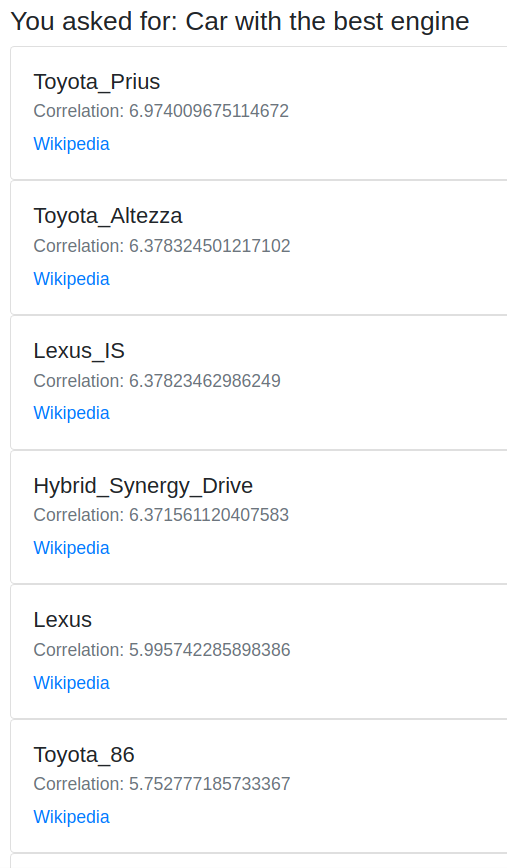 You asked for: Car with the best engine
Toyota_Prius
Correlation: 6.974009675114672
Wikipedia
Toyota_Altezza
Correlation: 6.378324501217102
Wikipedia
Lexus_IS
Correlation: 6.37823462986249
Wikipedia
Hybrid_Synergy_Drive
Correlation: 6.371561120407583
Wikipedia
Lexus
Correlation: 5.995742285898386
Wikipedia
Toyota_86
Correlation: 5.752777185733367
Wikipedia